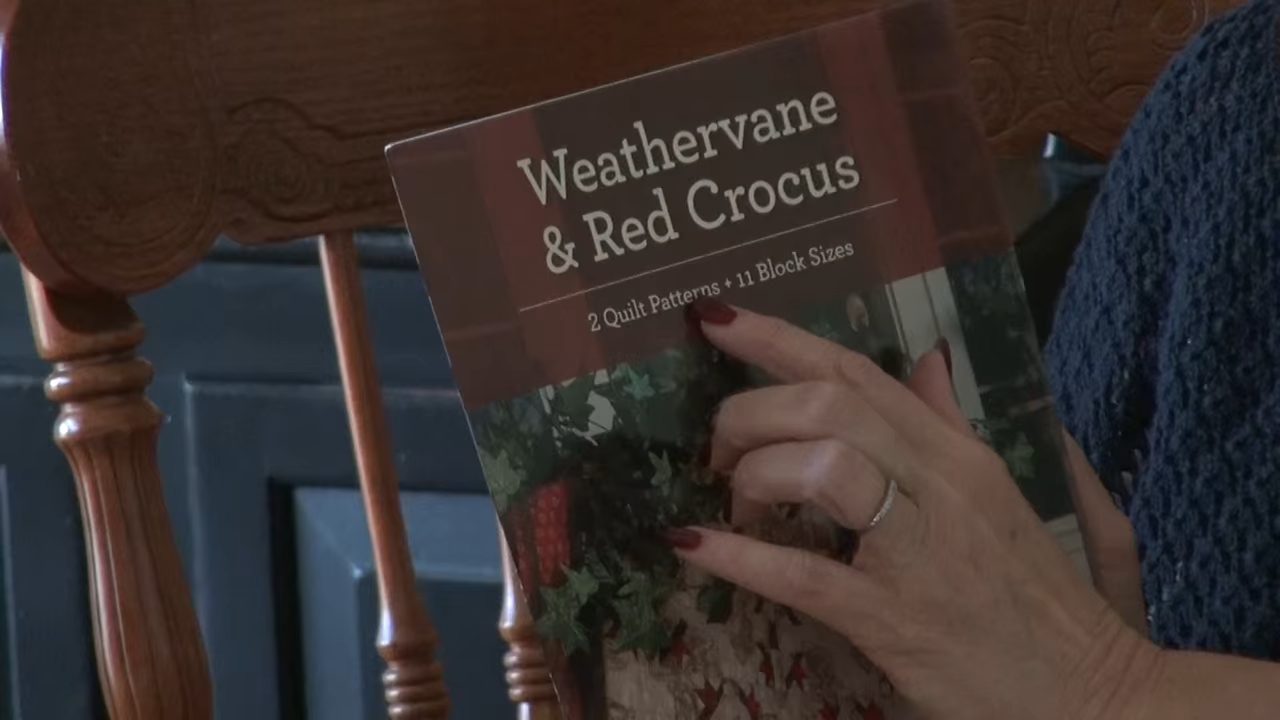 Weathervane
& Red Crocus
2 Quilt Patterns + 11 Block Sizes